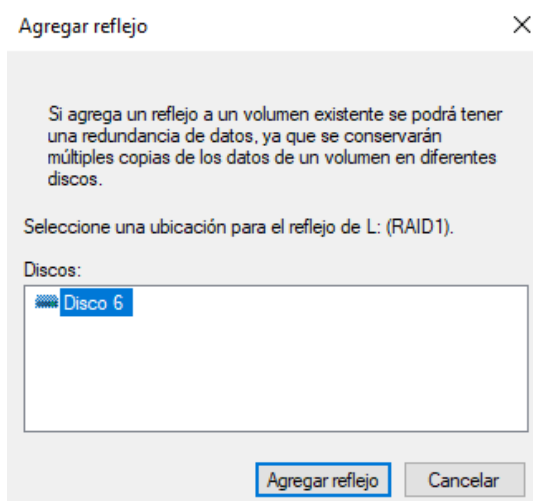 Agregar reflejo
Si agrega un reflejo a un volumen existente se podrá tener
una redundancia de datos, ya que se conservarán
múltiples copias de los datos de un volumen en diferentes
discos.
Seleccione una ubicación para el reflejo de L: (RAID1).
Discos:
Disco 6
Agregar reflejo
Cancelar